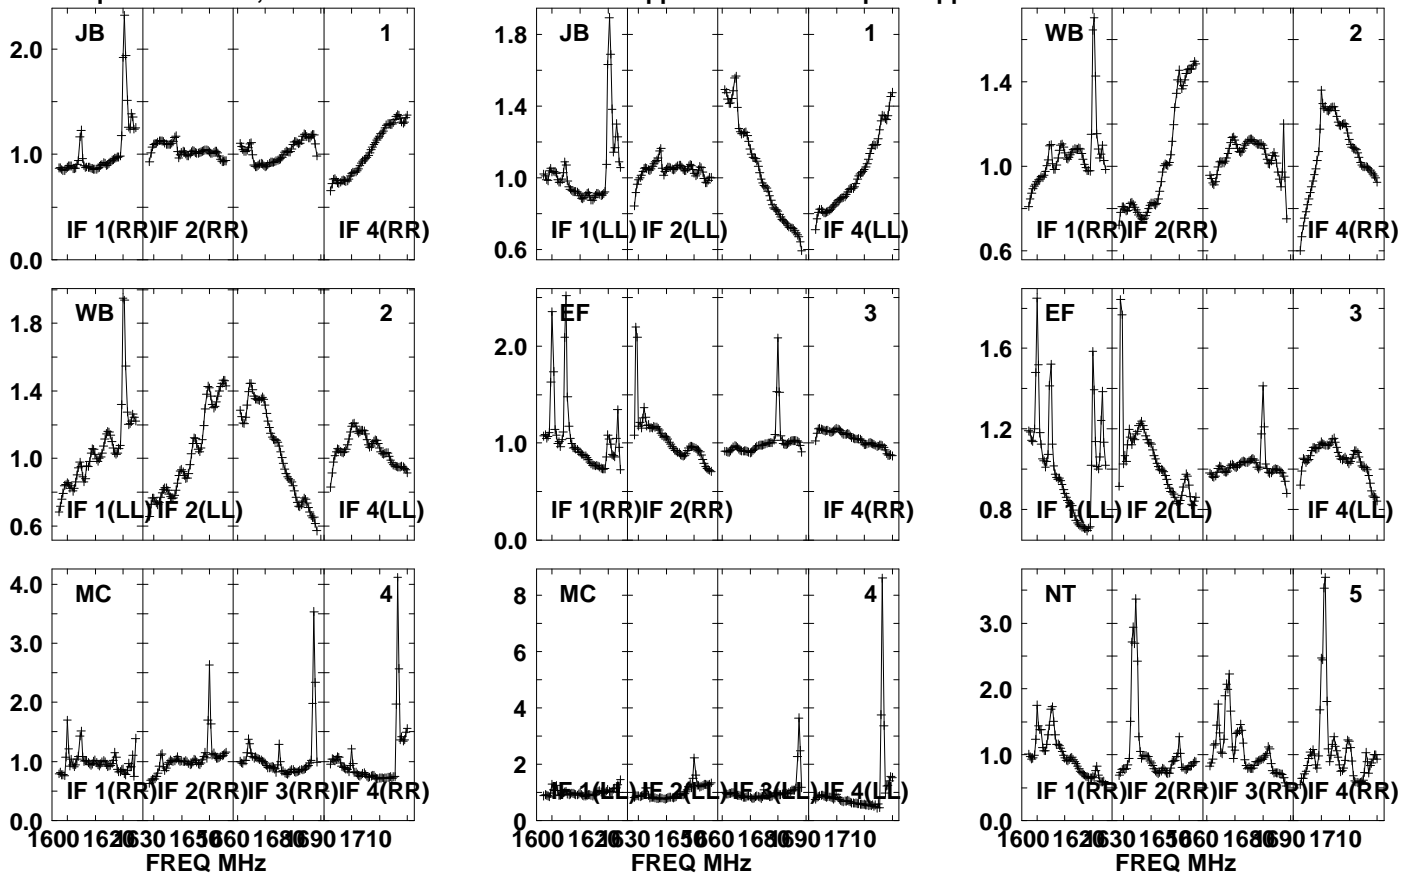 JB 1
2.0
1.0
0.0
IF 1(RR) IF 2(RR) IF 4(RR)
JB 1
1.8
1.4
1.0
0.6
IF 1(LL) IF 2(LL) IF 4(LL)
WB 2
1.4
1.0
0.6
IF 1(RR) IF 2(RR) IF 4(RR)
WB 2
1.8
1.4
1.0
0.6
IF 1(LL) IF 2(LL) IF 4(LL)
EF 3
2.0
1.0
0.0
IF 1(RR) IF 2(RR) IF 4(RR)
EF 3
1.6
1.2
0.8
IF 1(LL) IF 2(LL) IF 4(LL)
MC 4
4.0
3.0
2.0
1.0
0.0
IF 1(RR) IF 2(RR) IF 3(RR) IF 4(RR)
1600 1620 1630 1650 1660 1680 1690 1710
FREQ MHz
MC 4
8
6
4
2
0
IF 1(LL) IF 2(LL) IF 3(LL) IF 4(LL)
1600 1620 1630 1650 1660 1680 1690 1710
FREQ MHz
NT 5
3.0
2.0
1.0
0.0
IF 1(RR) IF 2(RR) IF 3(RR) IF 4(RR)
1600 1620 1630 1650 1660 1680 1690 1710
FREQ MHz